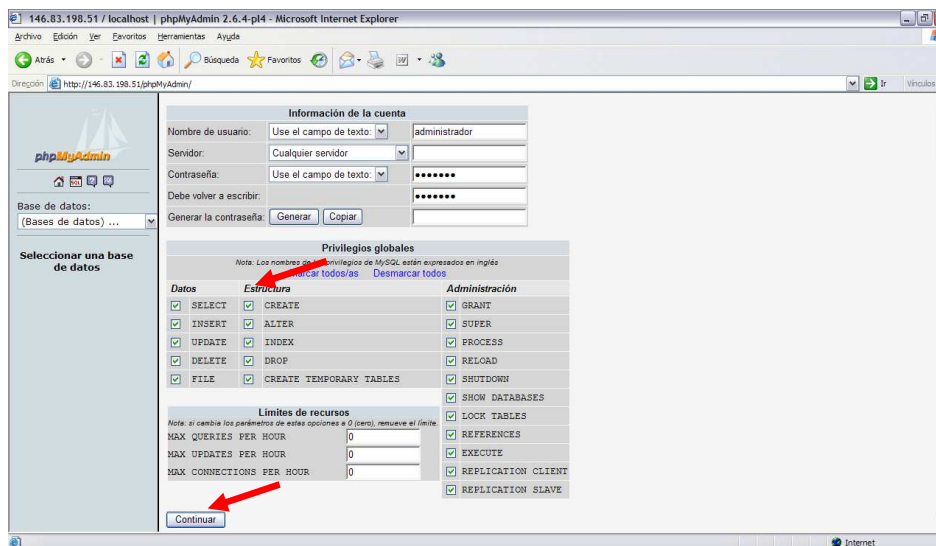 146.83.198.51 / localhost | phpMyAdmin 2.6.4-pl4 - Microsoft Internet Explorer
Archivo Edición Ver Favoritos Herramientas Ayuda
Atrás Búsqueda Favoritos
Dirección http://146.83.198.51/phpMyAdmin/ Ir Vínculos
phpMyAdmin
Base de datos:
(Bases de datos) ...
Seleccionar una base
de datos
Información de la cuenta
Nombre de usuario: Use el campo de texto: administrador
Servidor: Cualquier servidor
Contraseña: Use el campo de texto: •••••••
Debe volver a escribir: •••••••
Generar la contraseña: Generar Copiar
Privilegios globales
Nota: Los nombres de los privilegios de MySQL están expresados en inglés
todos/as Desmarcar todos
Datos Estructura Administración
SELECT CREATE GRANT
INSERT ALTER SUPER
UPDATE INDEX PROCESS
DELETE DROP RELOAD
FILE CREATE TEMPORARY TABLES SHUTDOWN
SHOW DATABASES
LOCK TABLES
REFERENCES
EXECUTE
REPLICATION CLIENT
REPLICATION SLAVE
Límites de recursos
Nota: si cambia los parámetros de estas opciones a 0 (cero), remueve el límite.
MAX QUERIES PER HOUR 0
MAX UPDATES PER HOUR 0
MAX CONNECTIONS PER HOUR 0
Continuar
Internet